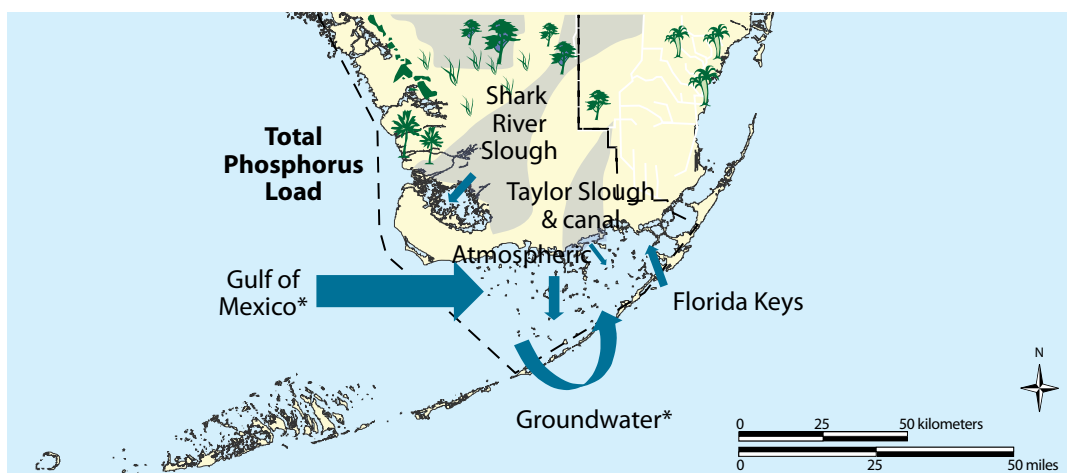 Shark
River
Slough
Total
Phosphorus
Load
Taylor Slough
& canal
Atmospheric
Gulf of
Mexico*
Florida Keys
Groundwater*
N
0 25 50 kilometers
0 25 50 miles